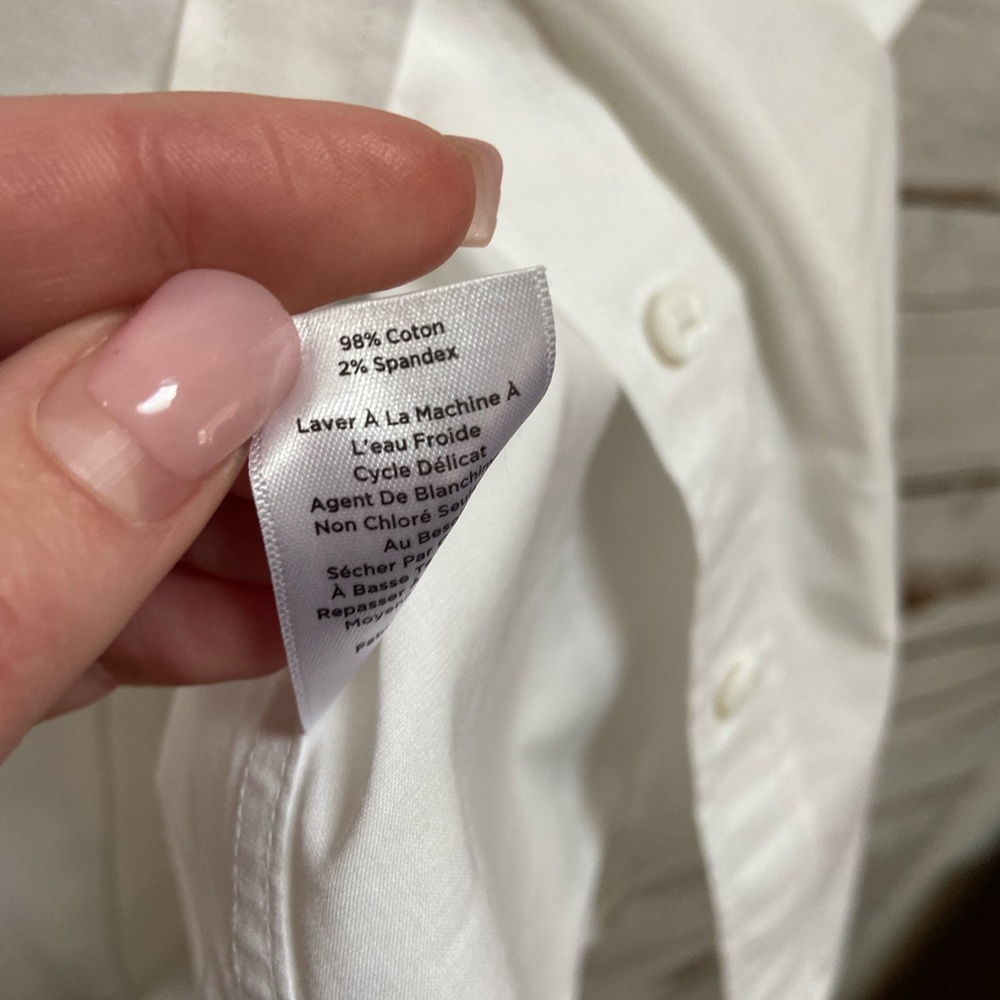 98% Coton
2% Spandex
Laver À La Machine À
L'eau Froide
Cycle Délicat
Agent De
Non Chloré
Au
Sécher Par
À Basse
Repasser